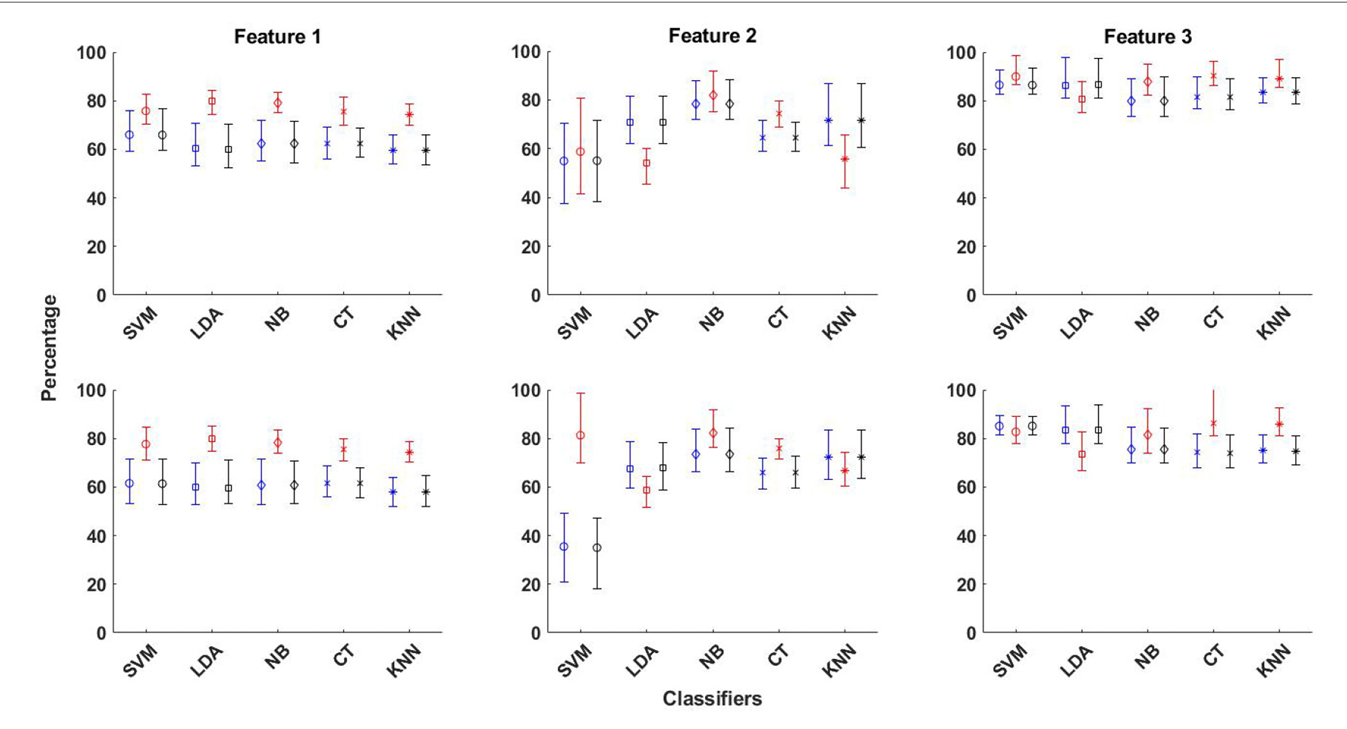 Feature 1
Feature 2
Feature 3
100
80
60
40
20
0
SVM
LDA
NB
CT
KNN
100
80
60
40
20
0
SVM
LDA
NB
CT
KNN
100
80
60
40
20
0
SVM
LDA
NB
CT
KNN
Percentage
100
80
60
40
20
0
SVM
LDA
NB
CT
KNN
100
80
60
40
20
0
SVM
LDA
NB
CT
KNN
100
80
60
40
20
0
SVM
LDA
NB
CT
KNN
Classifiers